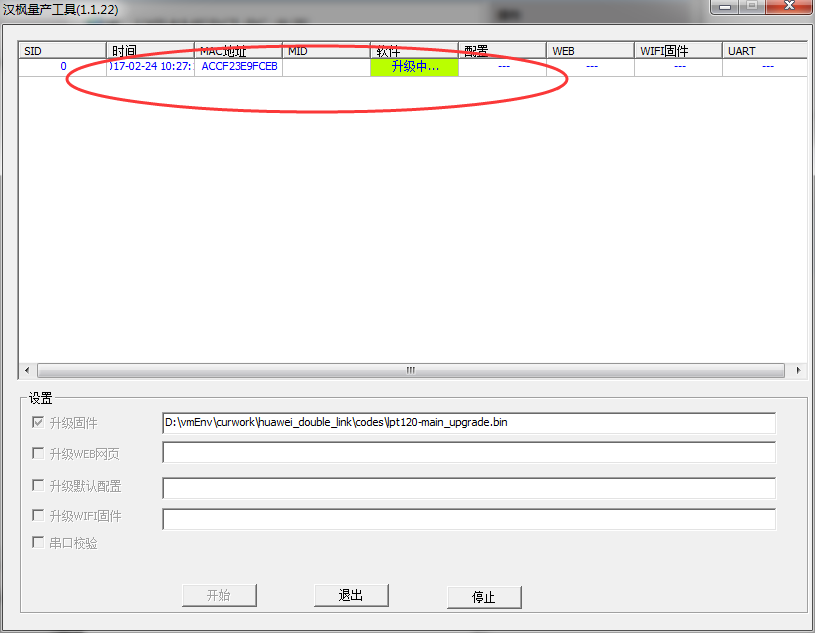 汉枫量产工具(1.1.22)
SID 时间 MAC地址 MID 软件 配置 WEB WIFI固件 UART
0 17-02-24 10:27: ACCF23E9FCEB 升级中... --- --- --- ---
设置
升级固件 D:\vmEnv\curwork\huawei_double_link\codes\lpt120-main_upgrade.bin
升级WEB网页
升级默认配置
升级WIFI固件
串口校验
开始 退出 停止